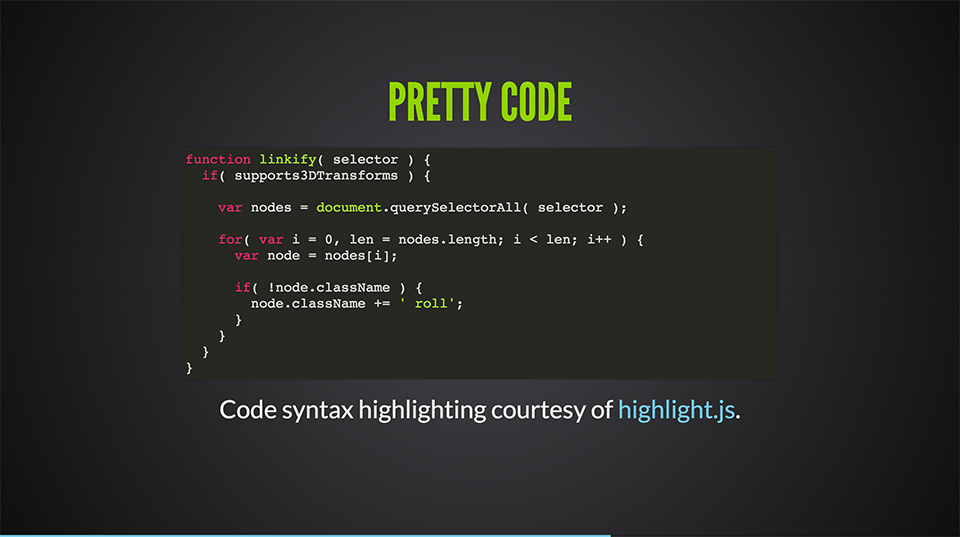 PRETTY CODE
function linkify( selector ) {
  if( supports3DTransforms ) {

    var nodes = document.querySelectorAll( selector );

    for( var i = 0, len = nodes.length; i < len; i++ ) {
      var node = nodes[i];

      if( !node.className ) {
        node.className += ' roll';
      }
    }
  }
}
Code syntax highlighting courtesy of highlight.js.